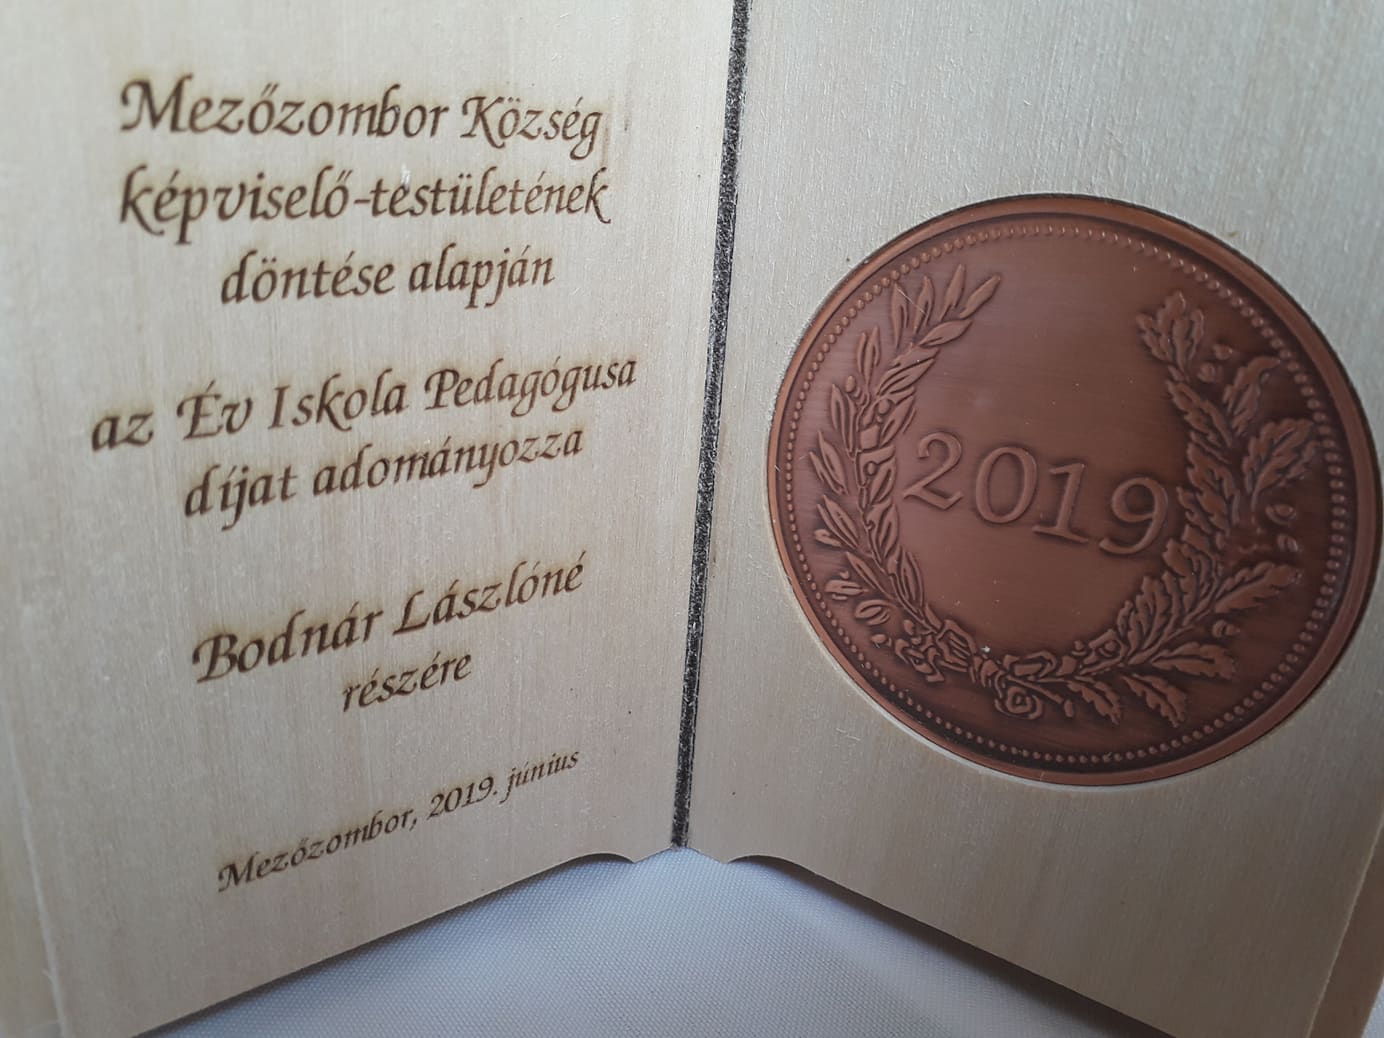 Mezőzombor Község
képviselő-testületének
döntése alapján
az Év Iskola Pedagógusa
díjat adományozza
Bodnár Lászlóné
részére
Mezőzombor, 2019. június
2019